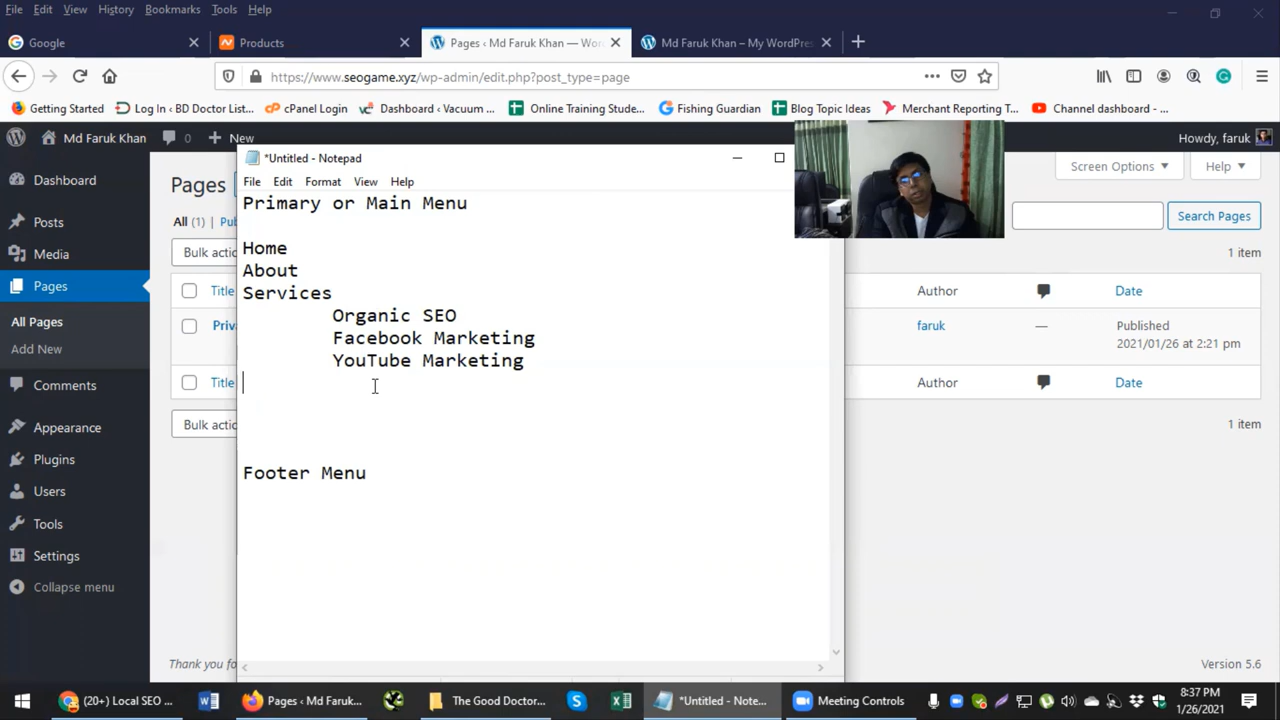 File Edit View History Bookmarks Tools Help
Google
Products
Pages ‹ Md Faruk Khan — Wor
Md Faruk Khan – My WordPres
https://www.seogame.xyz/wp-admin/edit.php?post_type=page
Getting Started
Log In ‹ BD Doctor List...
cPanel Login
Dashboard ‹ Vacuum ...
Online Training Stude...
Fishing Guardian
Blog Topic Ideas
Merchant Reporting T...
Channel dashboard - ...
Md Faruk Khan
0
New
Howdy, faruk
*Untitled - Notepad
File Edit Format View Help
Primary or Main Menu
Home
About
Services
Organic SEO
Facebook Marketing
YouTube Marketing
Footer Menu
Dashboard
Posts
Media
Pages
All Pages
Add New
Comments
Appearance
Plugins
Users
Tools
Settings
Collapse menu
Pages
Screen Options
Help
All (1) | Pu
Search Pages
Bulk actio
1 item
Title
Author
Date
Priv
faruk
—
Published
2021/01/26 at 2:21 pm
Title
Author
Date
Bulk actio
1 item
Thank you fo
Version 5.6
(20+) Local SEO ...
Pages ‹ Md Faruk...
The Good Doctor...
*Untitled - Note...
Meeting Controls
8:37 PM
1/26/2021